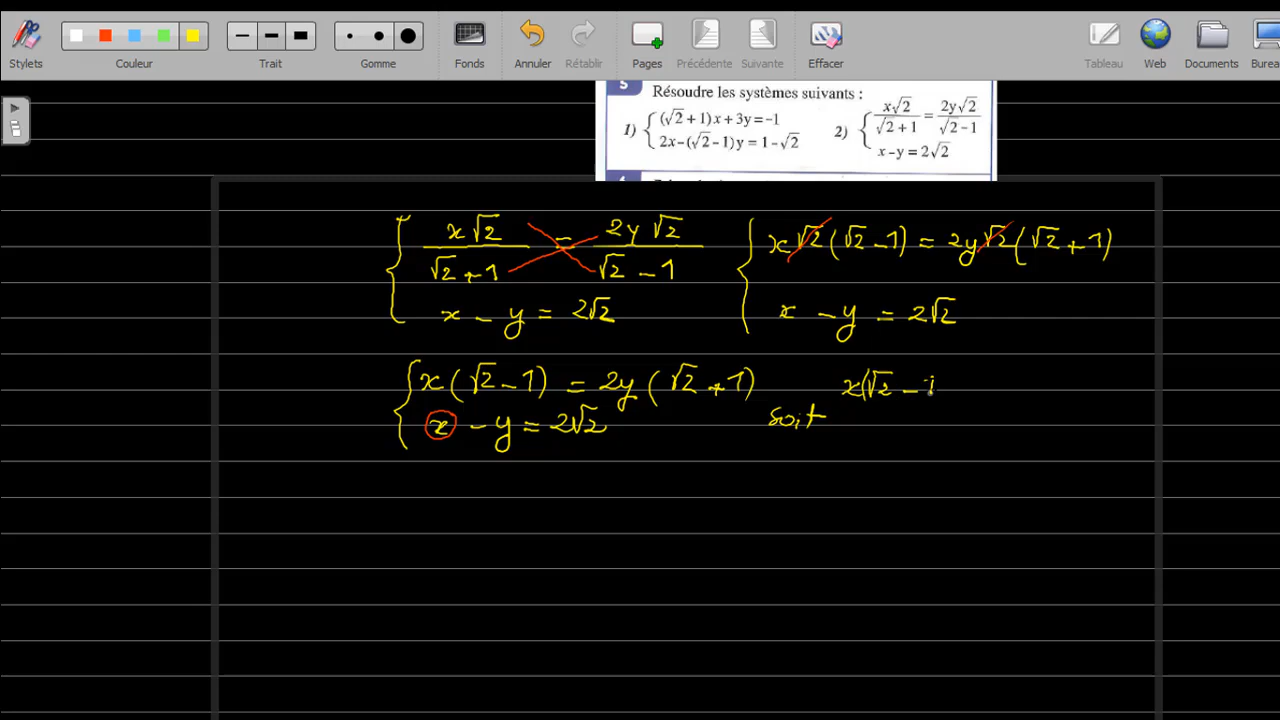 Stylets Couleur Trait Gomme Fonds Annuler Rétablir Pages Précédente Suivante Effacer Tableau Web Documents Burea
5 Résoudre les systèmes suivants :
1) { (√2+1)x+3y=-1
2x-(√2-1)y = 1-√2
2) { x√2/(√2+1) = 2y√2/(√2-1)
x-y=2√2
{ x√2/(√2+1) = 2y√2/(√2-1)
x - y = 2√2
{ x√2(√2-1) = 2y√2(√2+1)
x - y = 2√2
{ x(√2-1) = 2y(√2+1)
x - y = 2√2
soit x(√2 - 1